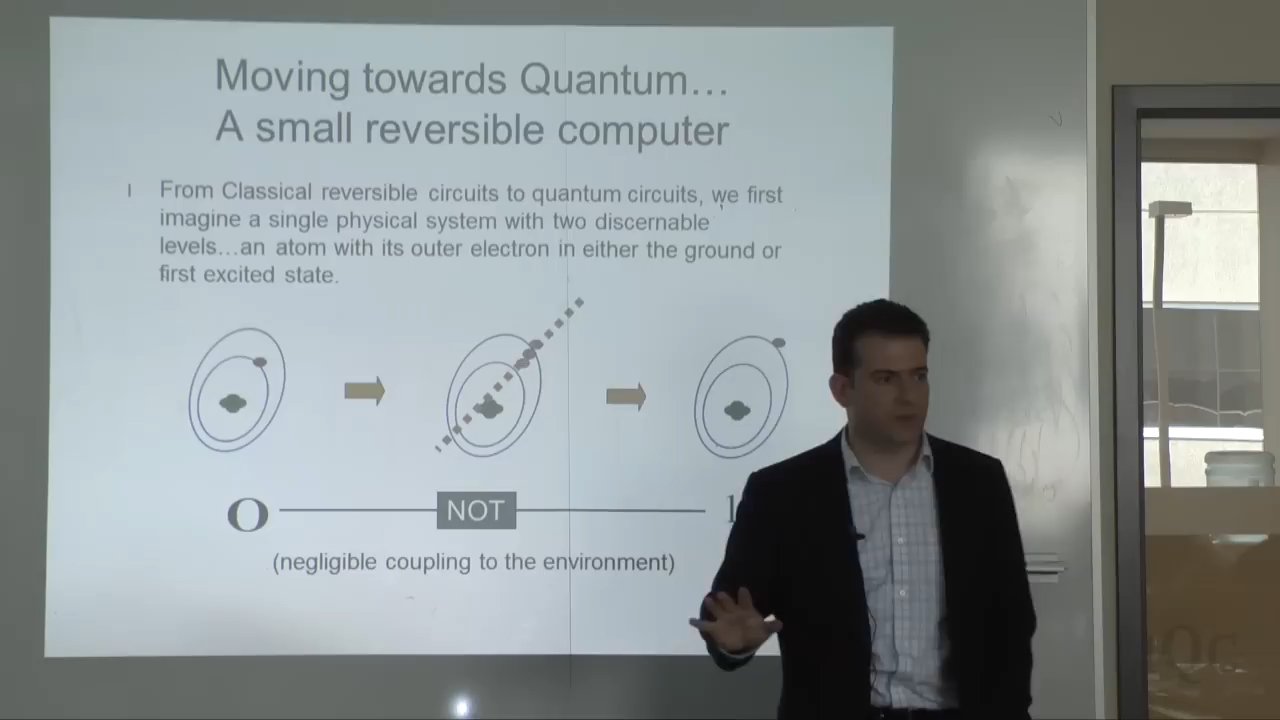 Moving towards Quantum…
A small reversible computer
From Classical reversible circuits to quantum circuits, we first
imagine a single physical system with two discernable
levels…an atom with its outer electron in either the ground or
first excited state.
0 NOT 1
(negligible coupling to the environment)